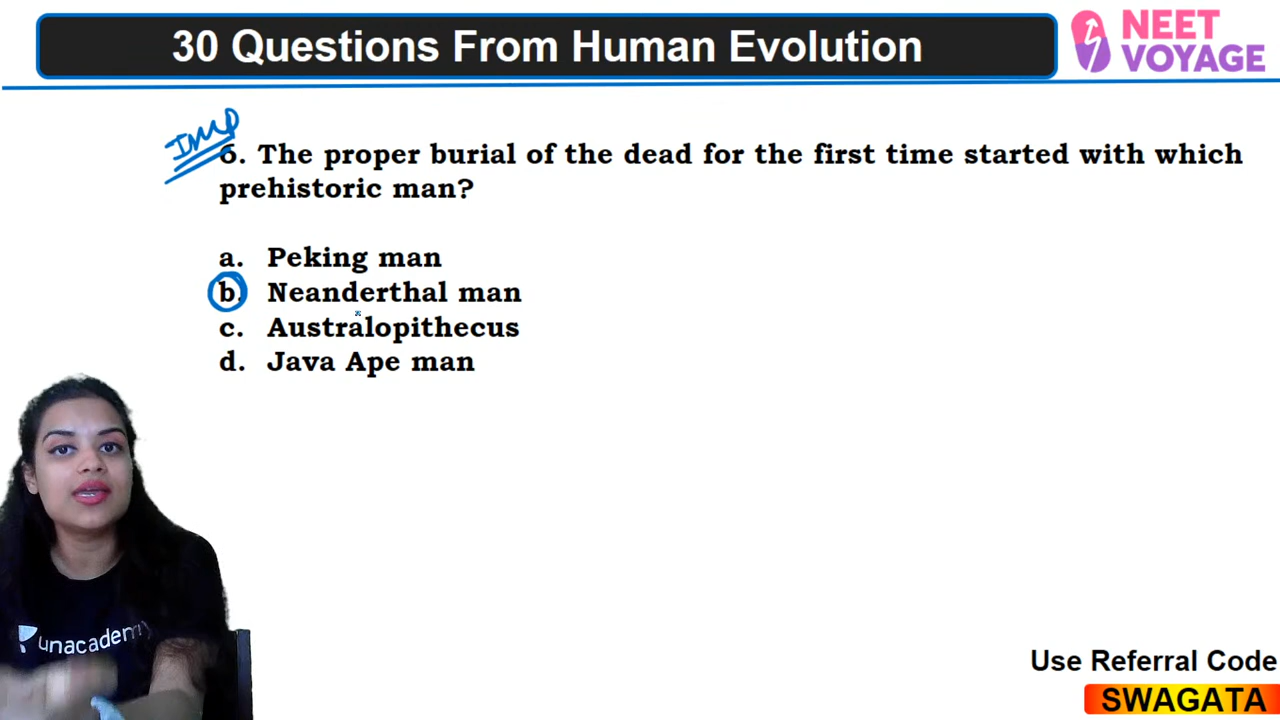 30 Questions From Human Evolution
NEET
VOYAGE
IMP
6. The proper burial of the dead for the first time started with which
prehistoric man?
a. Peking man
b. Neanderthal man
c. Australopithecus
d. Java Ape man
unacademy
Use Referral Code
SWAGATA